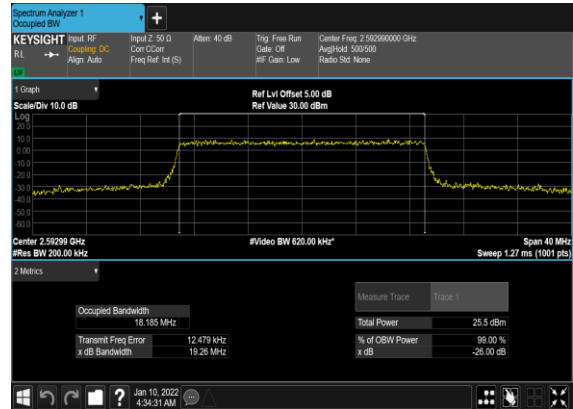 Spectrum Analyzer 1
Occupied BW
+
KEYSIGHT Input: RF Input Z: 50 Ω Atten: 40 dB Trig: Free Run Center Freq: 2.592990000 GHz
RL Coupling: DC Corr CCorr Gate: Off Avg|Hold: 500/500
Align: Auto Freq Ref: Int (S) #IF Gain: Low Radio Std: None
LW
1 Graph
Ref Lvl Offset 5.00 dB
Scale/Div 10.0 dB Ref Value 30.00 dBm
Log
20.0
10.0
0.00
-10.0
-20.0
-30.0
-40.0
-50.0
-60.0
Center 2.59299 GHz #Video BW 620.00 kHz* Span 40 MHz
#Res BW 200.00 kHz Sweep 1.27 ms (1001 pts)
2 Metrics
Measure Trace Trace 1
Occupied Bandwidth
18.185 MHz Total Power 25.5 dBm
Transmit Freq Error 12.479 kHz % of OBW Power 99.00 %
x dB Bandwidth 19.26 MHz x dB -26.00 dB
? Jan 10, 2022
4:34:31 AM